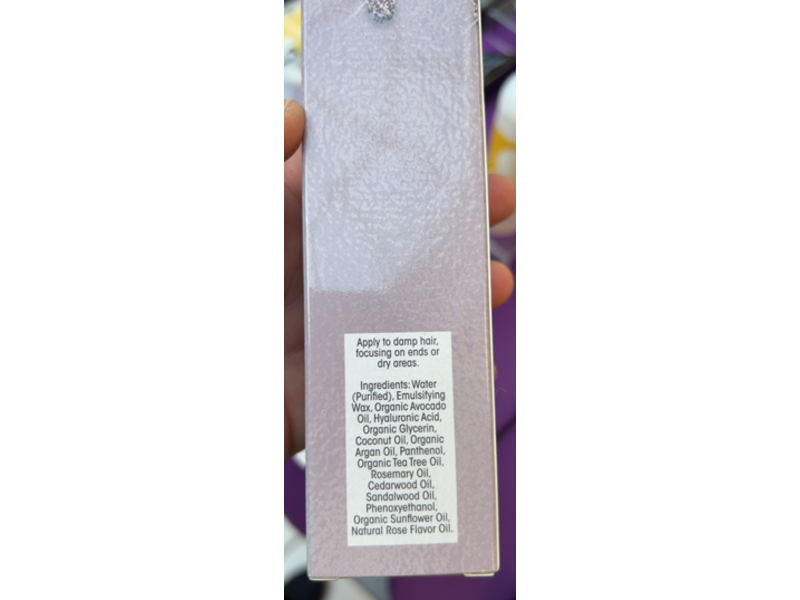 Apply to damp hair,
focusing on ends or
dry areas.
Ingredients: Water
(Purified), Emulsifying
Wax, Organic Avocado
Oil, Hyaluronic Acid,
Organic Glycerin,
Coconut Oil, Organic
Argan Oil, Panthenol,
Organic Tea Tree Oil,
Rosemary Oil,
Cedarwood Oil,
Sandalwood Oil,
Phenoxyethanol,
Organic Sunflower Oil,
Natural Rose Flavor Oil.